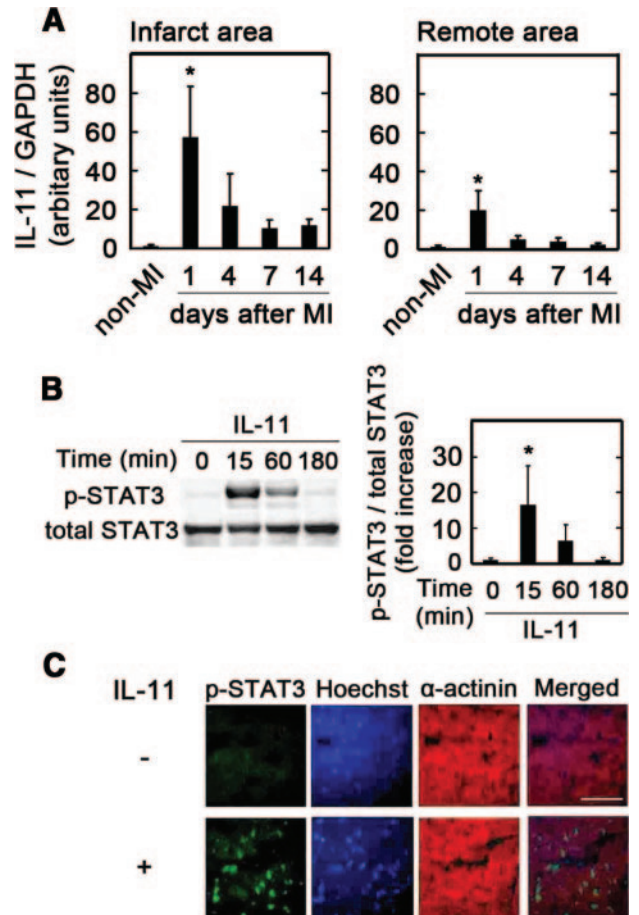 A
Infarct area
Remote area
IL-11 / GAPDH
(arbitary units)
80
60
40
20
0
non-MI
1 4 7 14
days after MI
80
60
40
20
0
non-MI
1 4 7 14
days after MI
B
IL-11
Time (min) 0 15 60 180
p-STAT3
total STAT3
p-STAT3 / total STAT3
(fold increase)
30
20
10
0
*
Time 0 15 60 180
(min)
IL-11
C
IL-11 p-STAT3 Hoechst α-actinin Merged
-
+